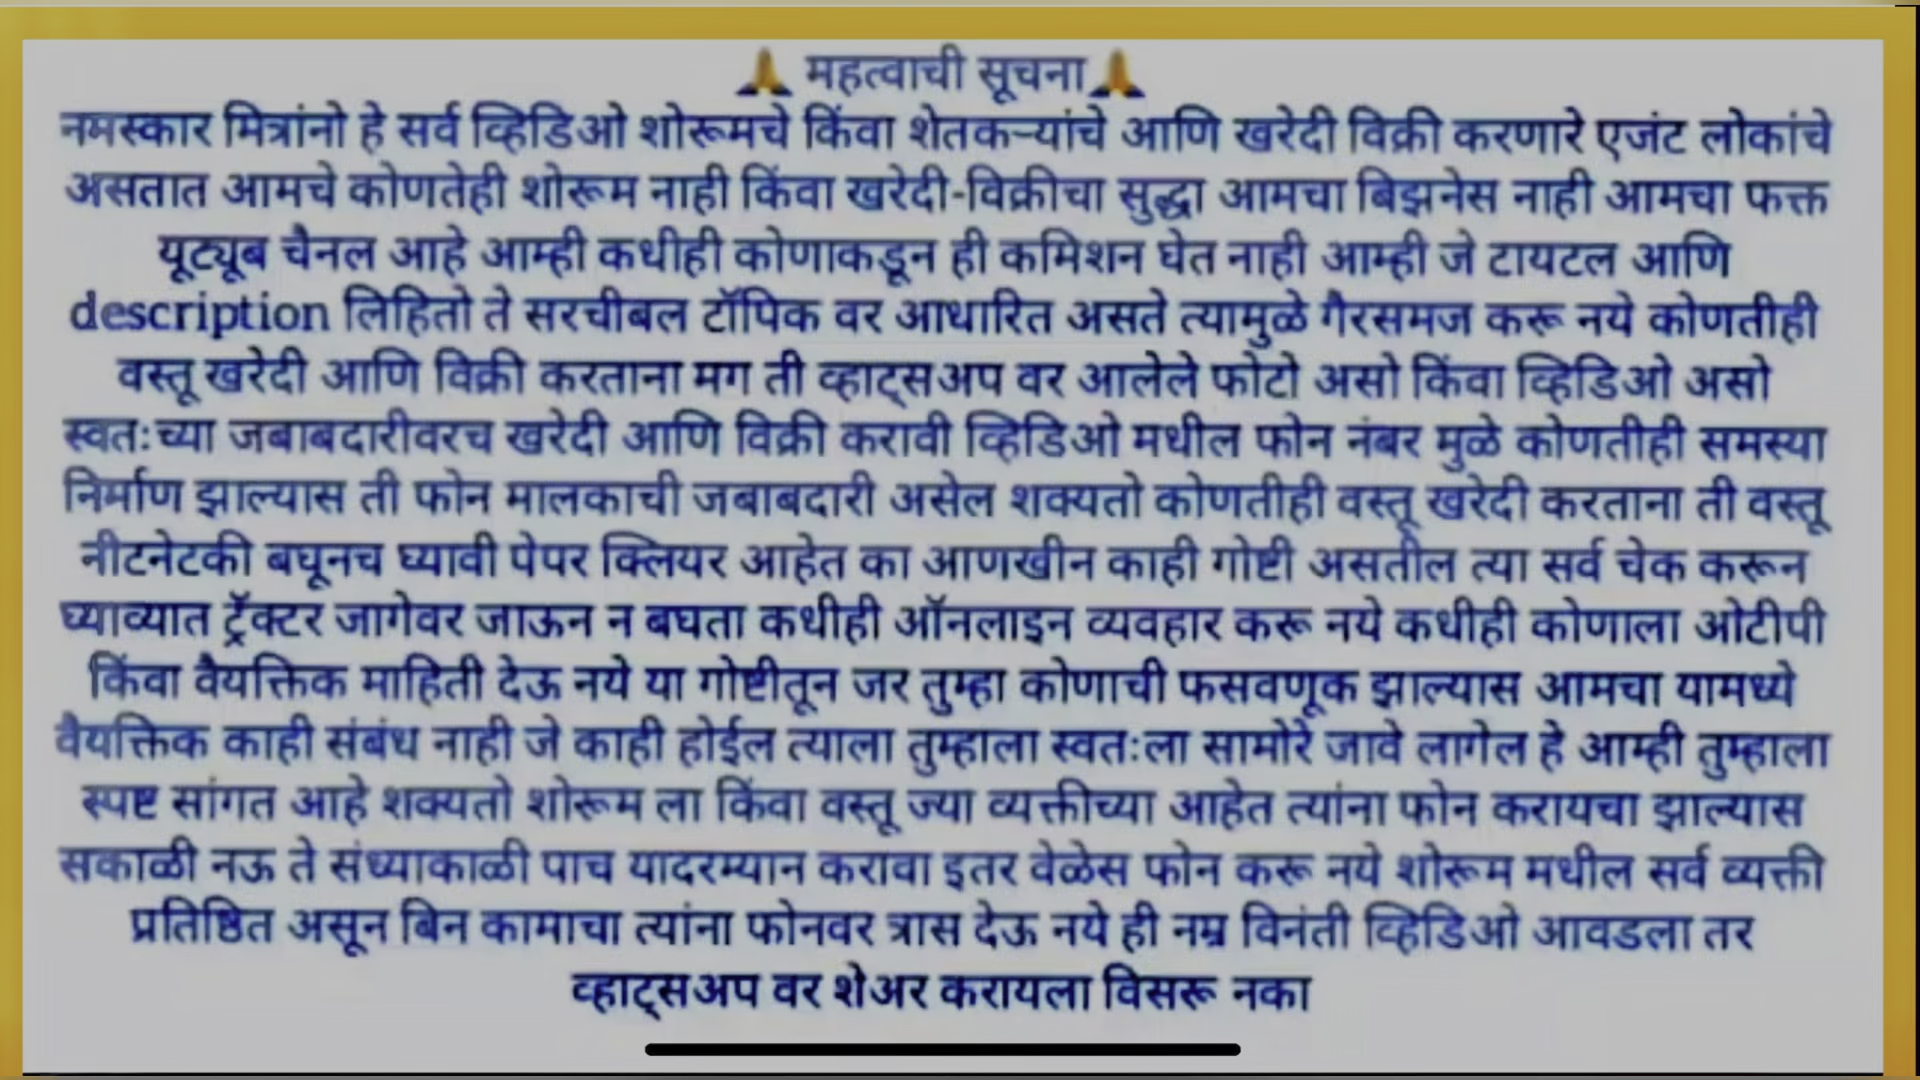 🙏 महत्वाची सूचना🙏
नमस्कार मित्रांनो हे सर्व व्हिडिओ शोरूमचे किंवा शेतकऱ्यांचे आणि खरेदी विक्री करणारे एजंट लोकांचे
असतात आमचे कोणतेही शोरूम नाही किंवा खरेदी-विक्रीचा सुद्धा आमचा बिझनेस नाही आमचा फक्त
यूट्यूब चैनल आहे आम्ही कधीही कोणाकडून ही कमिशन घेत नाही आम्ही जे टायटल आणि
description लिहितो ते सरचीबल टॉपिक वर आधारित असते त्यामुळे गैरसमज करू नये कोणतीही
वस्तू खरेदी आणि विक्री करताना मग ती व्हाट्सअप वर आलेले फोटो असो किंवा व्हिडिओ असो
स्वतःच्या जबाबदारीवरच खरेदी आणि विक्री करावी व्हिडिओ मधील फोन नंबर मुळे कोणतीही समस्या
निर्माण झाल्यास ती फोन मालकाची जबाबदारी असेल शक्यतो कोणतीही वस्तू खरेदी करताना ती वस्तू
नीटनेटकी बघूनच घ्यावी पेपर क्लियर आहेत का आणखीन काही गोष्टी असतील त्या सर्व चेक करून
घ्याव्यात ट्रॅक्टर जागेवर जाऊन न बघता कधीही ऑनलाइन व्यवहार करू नये कधीही कोणाला ओटीपी
किंवा वैयक्तिक माहिती देऊ नये या गोष्टीतून जर तुम्हा कोणाची फसवणूक झाल्यास आमचा यामध्ये
वैयक्तिक काही संबंध नाही जे काही होईल त्याला तुम्हाला स्वतःला सामोरे जावे लागेल हे आम्ही तुम्हाला
स्पष्ट सांगत आहे शक्यतो शोरूम ला किंवा वस्तू ज्या व्यक्तीच्या आहेत त्यांना फोन करायचा झाल्यास
सकाळी नऊ ते संध्याकाळी पाच यादरम्यान करावा इतर वेळेस फोन करू नये शोरूम मधील सर्व व्यक्ती
प्रतिष्ठित असून बिन कामाचा त्यांना फोनवर त्रास देऊ नये ही नम्र विनंती व्हिडिओ आवडला तर
व्हाट्सअप वर शेअर करायला विसरू नका